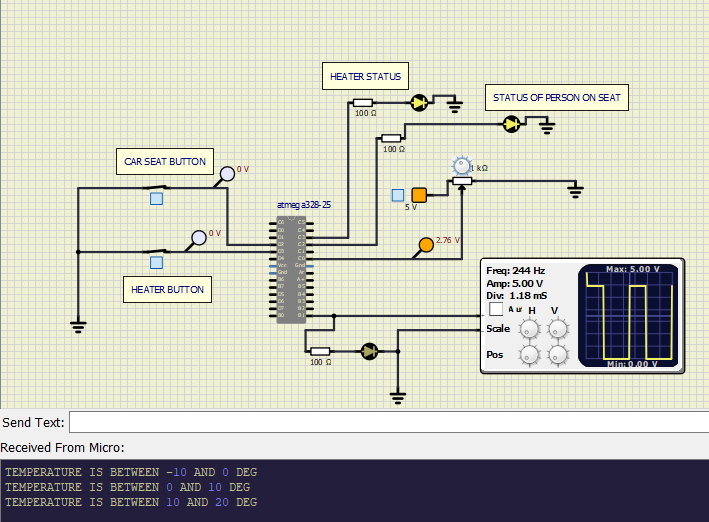 HEATER STATUS
STATUS OF PERSON ON SEAT
100 Ω
100 Ω
CAR SEAT BUTTON
0 V
1 kΩ
5 V
atmega328-25
0 V
2.76 V
HEATER BUTTON
Freq: 244 Hz
Amp: 5.00 V
Div: 1.18 mS
H V
Scale
Pos
Max: 5.00 V
Min: 0.00 V
100 Ω
Send Text:
Received From Micro:
TEMPERATURE IS BETWEEN -10 AND 0 DEG
TEMPERATURE IS BETWEEN 0 AND 10 DEG
TEMPERATURE IS BETWEEN 10 AND 20 DEG